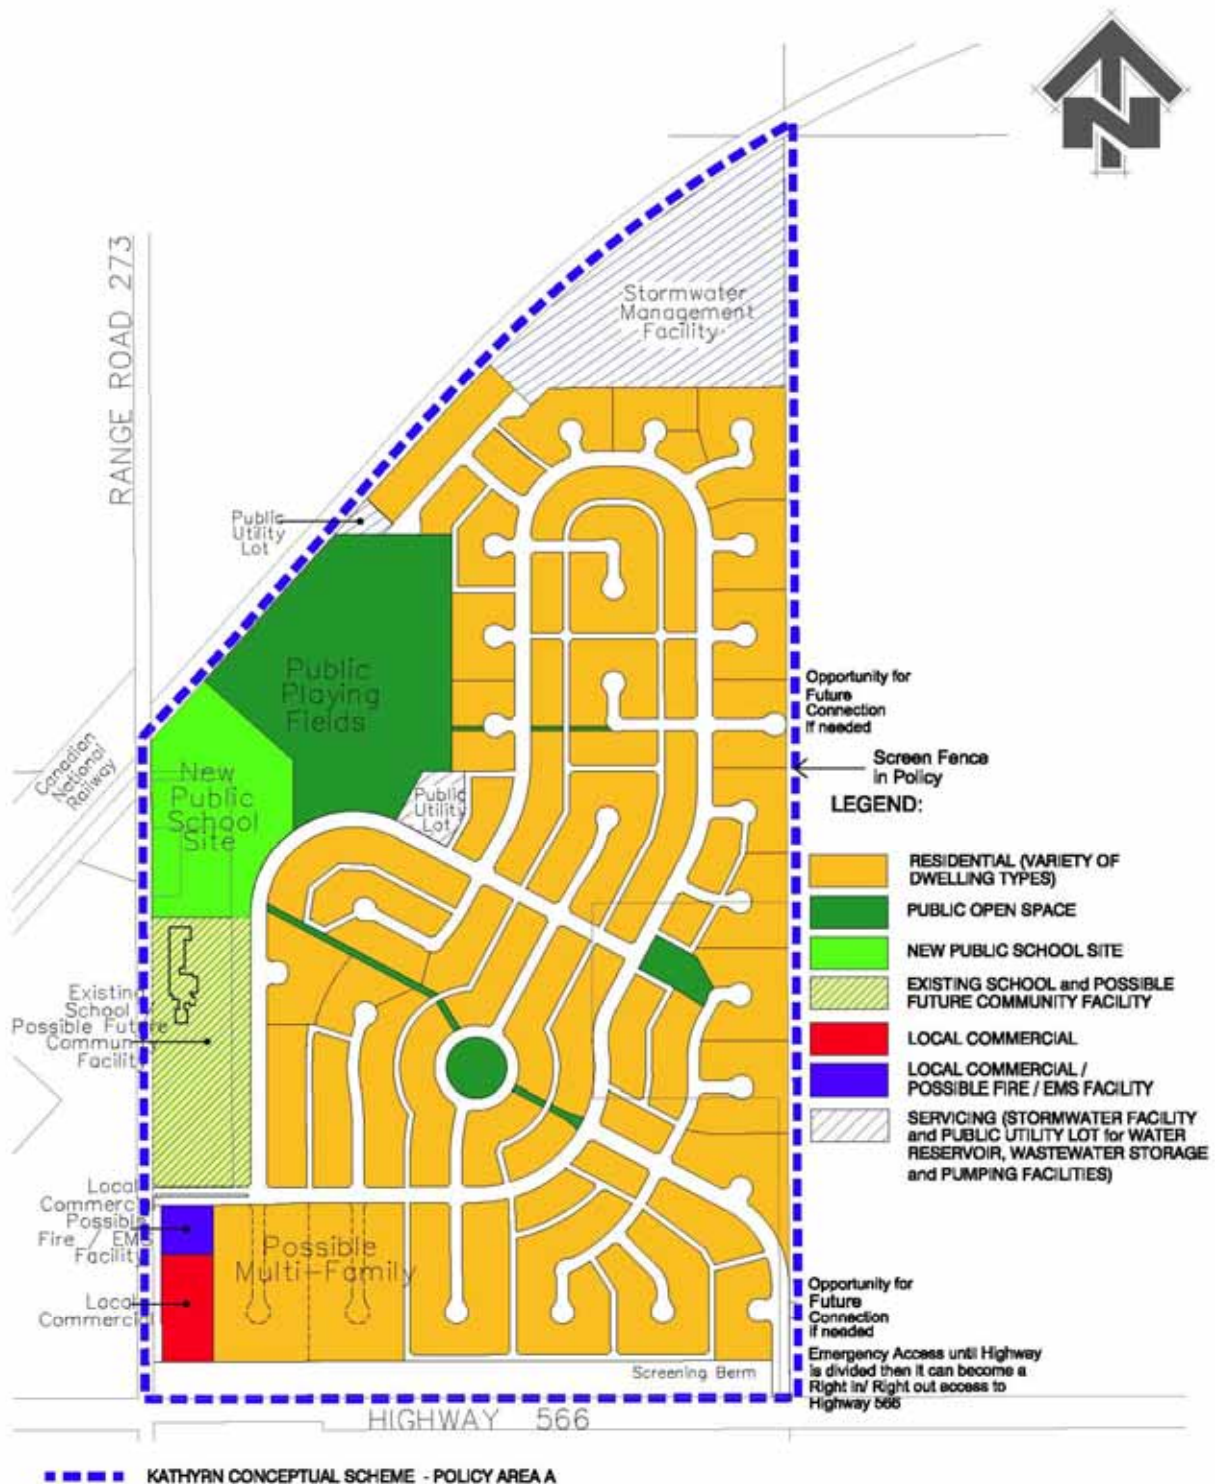 N
RANGE ROAD 273
Stormwater
Management
Facility
Public
Utility
Lot
Public
Playing
Fields
Opportunity for
Future
Connection
if needed
Canadian
National
Railway
New
Public
School
Site
Public
Utility
Lot
Screen Fence
in Policy
LEGEND:
RESIDENTIAL (VARIETY OF
DWELLING TYPES)
PUBLIC OPEN SPACE
NEW PUBLIC SCHOOL SITE
EXISTING SCHOOL and POSSIBLE
FUTURE COMMUNITY FACILITY
LOCAL COMMERCIAL
LOCAL COMMERCIAL /
POSSIBLE FIRE / EMS FACILITY
SERVICING (STORMWATER FACILITY
and PUBLIC UTILITY LOT for WATER
RESERVOIR, WASTEWATER STORAGE
and PUMPING FACILITIES)
Existing
School /
Possible Future
Community
Facility
Local
Commercial
Possible
Fire / EMS
Facility
Local
Commercial
Possible
Multi-Family
Opportunity for
Future
Connection
if needed
Emergency Access until Highway
is divided then it can become a
Right in/ Right out access to
Highway 566
Screening Berm
HIGHWAY 566
KATHYRN CONCEPTUAL SCHEME - POLICY AREA A